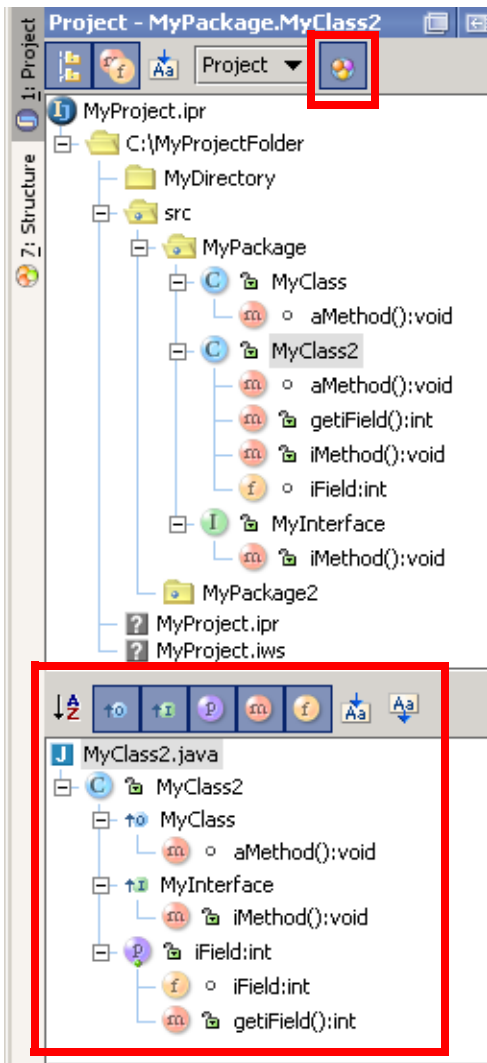 Project - MyPackage.MyClass2
1: Project
7: Structure
Project
MyProject.ipr
C:\MyProjectFolder
MyDirectory
src
MyPackage
C MyClass
m aMethod():void
C MyClass2
m aMethod():void
m getiField():int
m iMethod():void
f iField:int
I MyInterface
m iMethod():void
MyPackage2
? MyProject.ipr
? MyProject.iws
A Z O I p m f Aa Aa
J MyClass2.java
C MyClass2
O MyClass
m aMethod():void
I MyInterface
m iMethod():void
p iField:int
f iField:int
m getiField():int